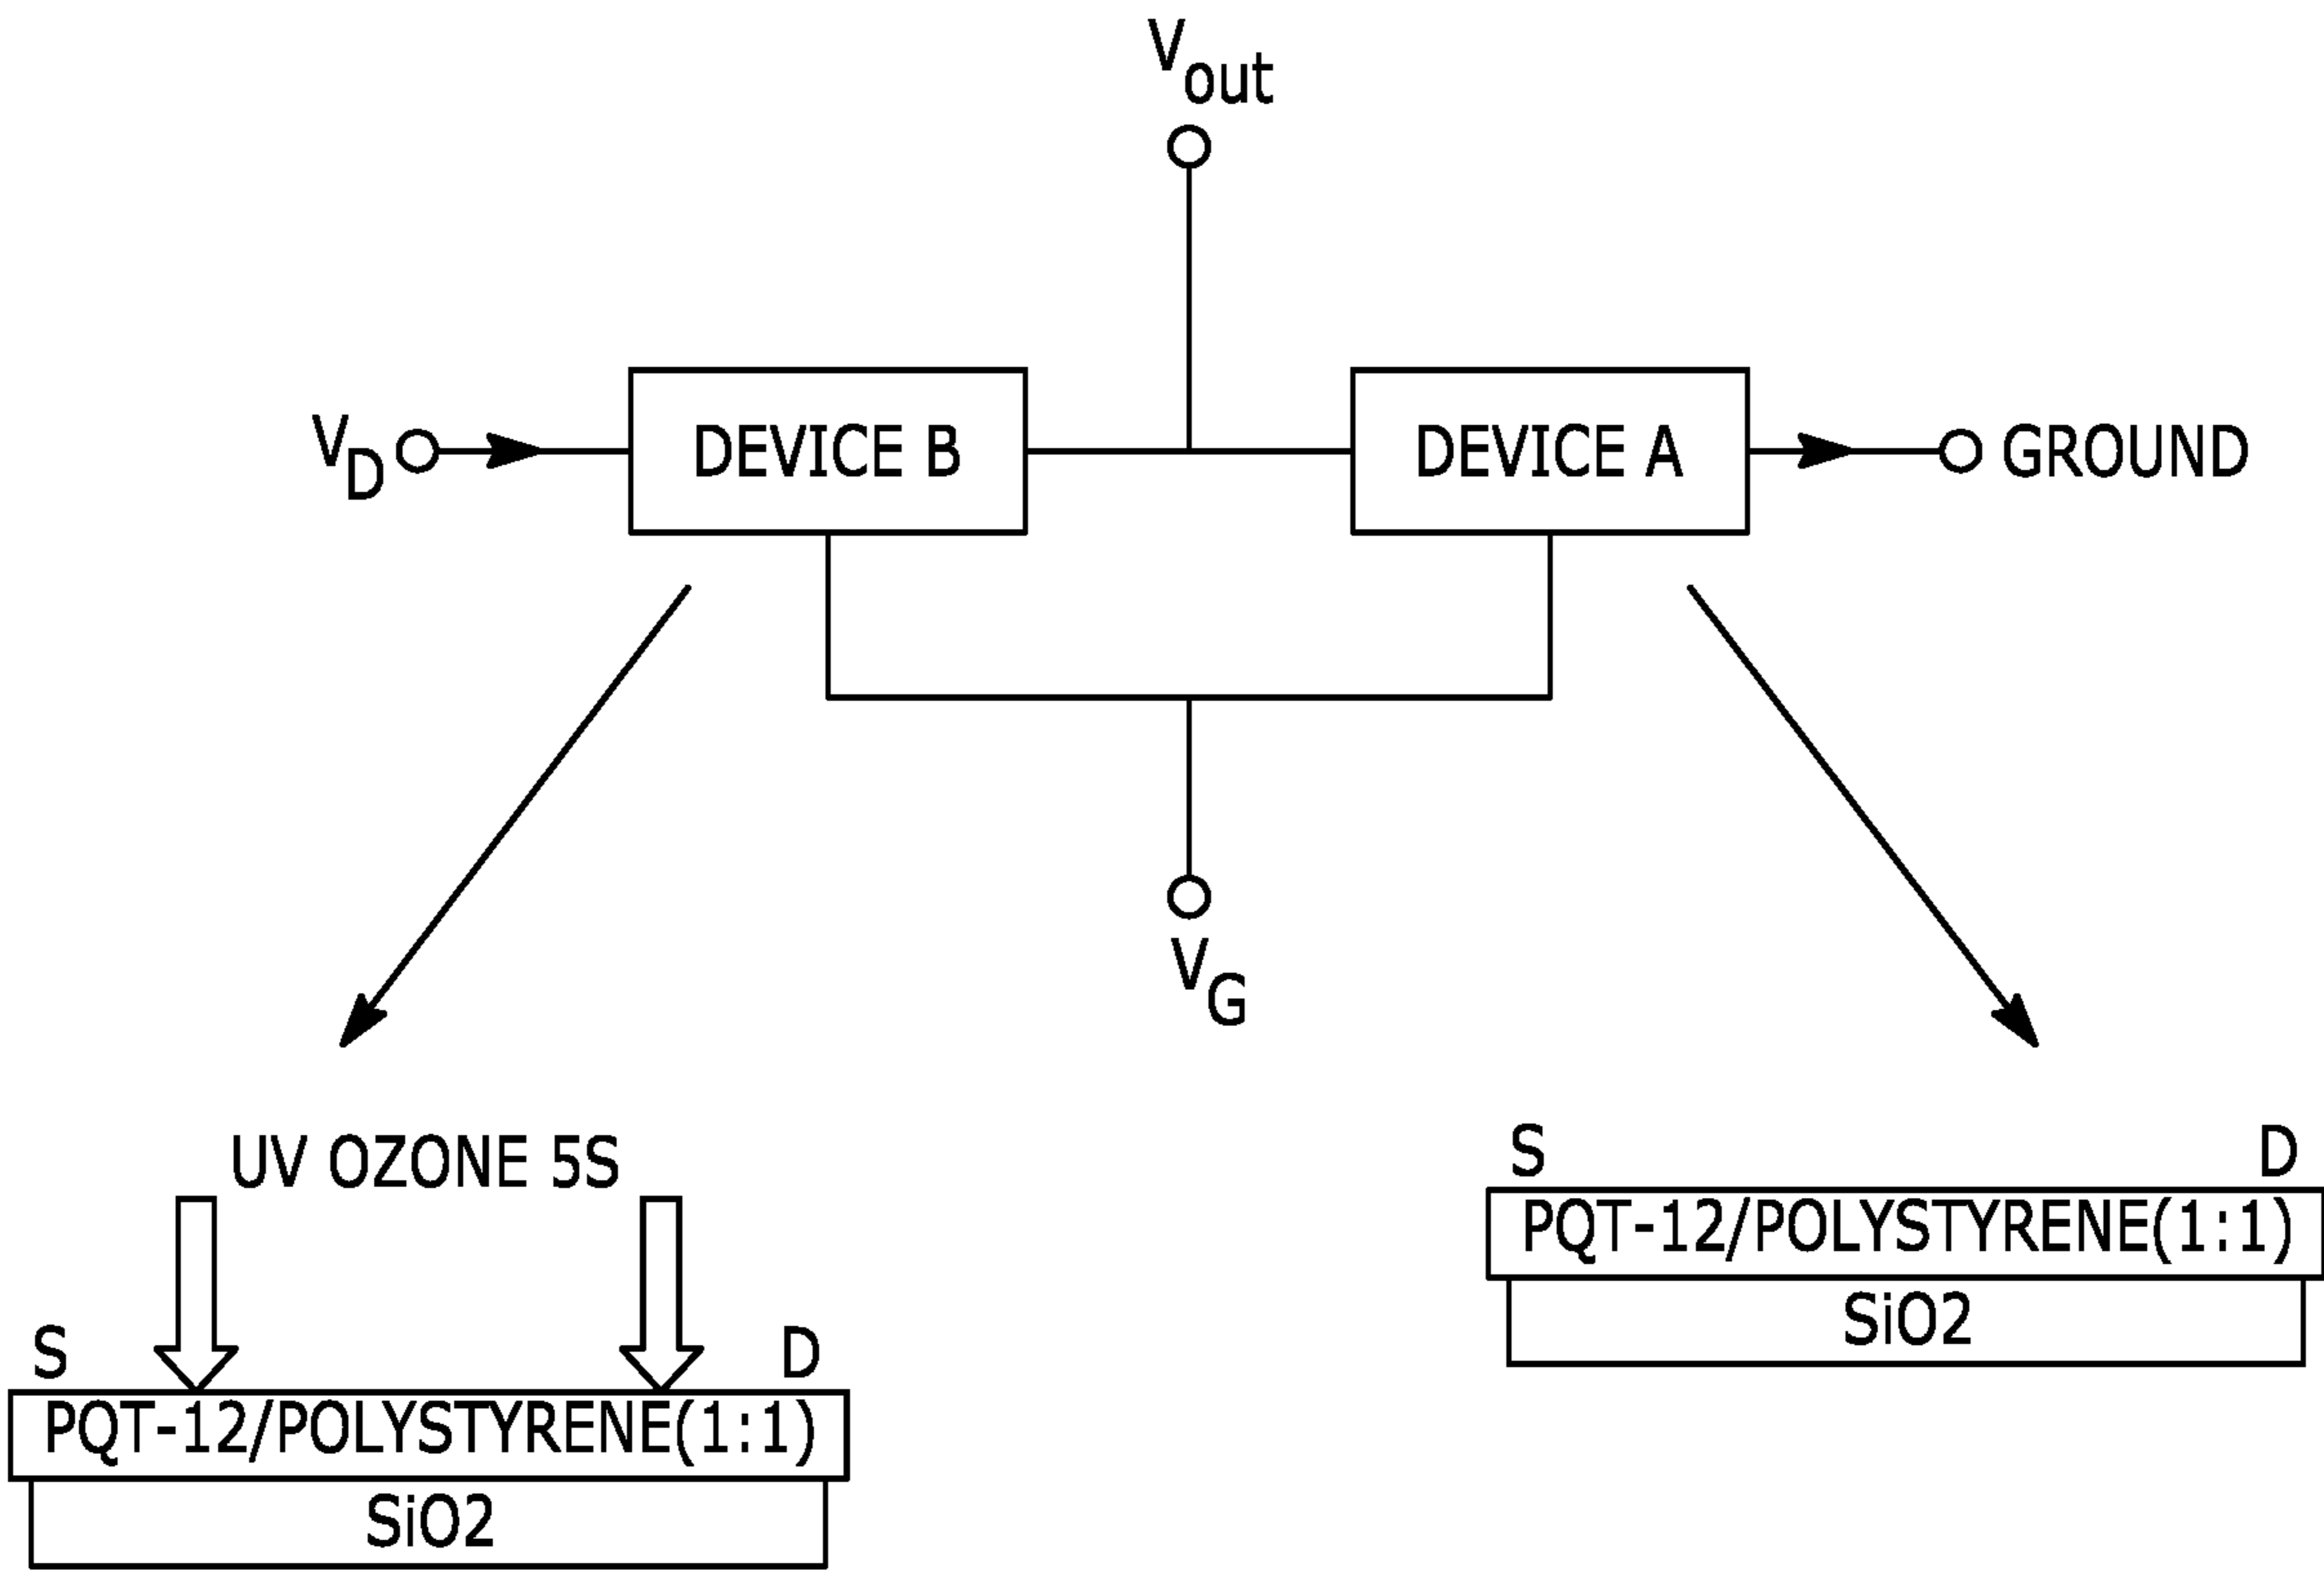 Vout
VD
DEVICE B
DEVICE A
GROUND
VG
UV OZONE 5S
S
D
PQT-12/POLYSTYRENE(1:1)
SiO2
S
D
PQT-12/POLYSTYRENE(1:1)
SiO2